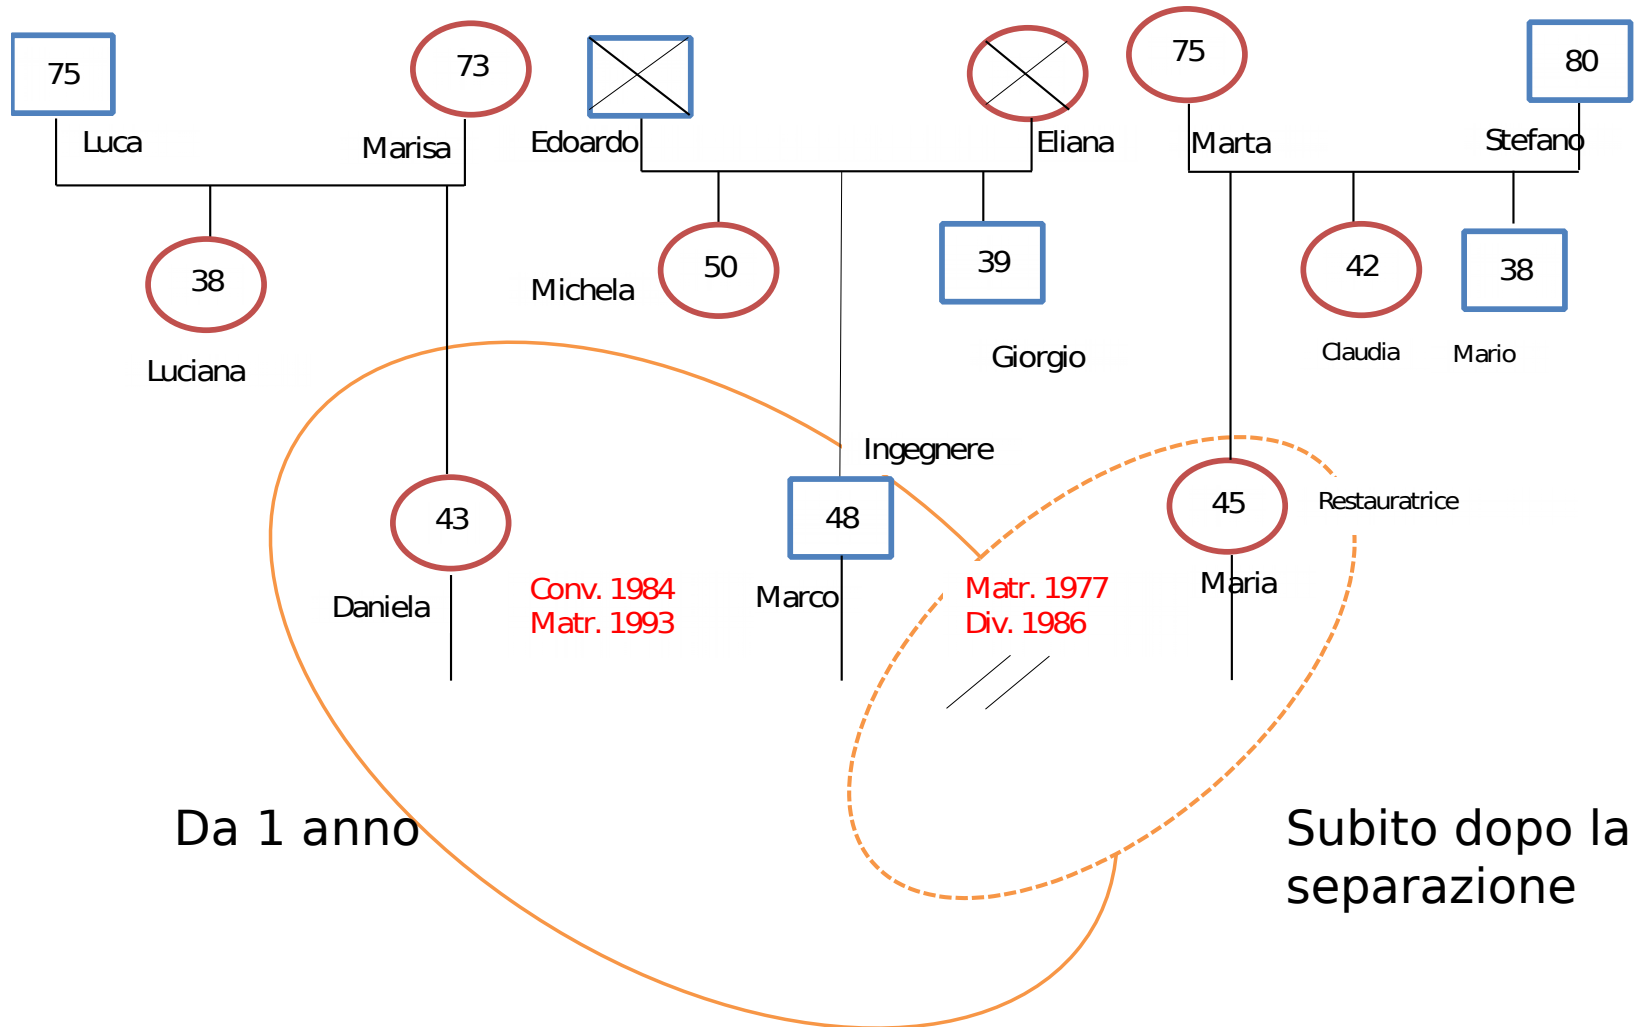 75
73
75
80
Luca
Marisa
Edoardo
Eliana
Marta
Stefano
38
50
39
42
38
Luciana
Michela
Giorgio
Claudia
Mario
Ingegnere
43
48
45
Restauratrice
Daniela
Conv. 1984
Matr. 1993
Marco
Matr. 1977
Div. 1986
Maria
Da 1 anno
Subito dopo la
separazione